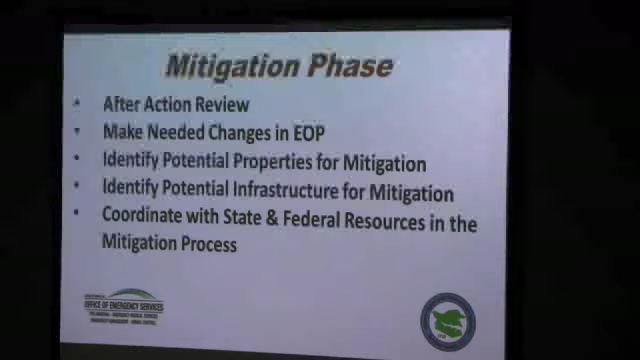 Mitigation Phase
After Action Review
Make Needed Changes in EOP
Identify Potential Properties for Mitigation
Identify Potential Infrastructure for Mitigation
Coordinate with State & Federal Resources in the
Mitigation Process
OFFICE OF EMERGENCY SERVICES